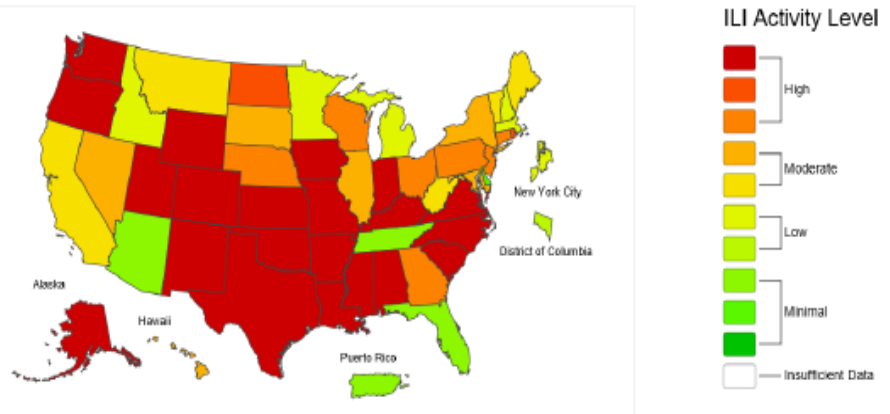 ILI Activity Level
High
Moderate
Low
Minimal
Insufficient Data
New York City
District of Columbia
Alaska
Hawaii
Puerto Rico